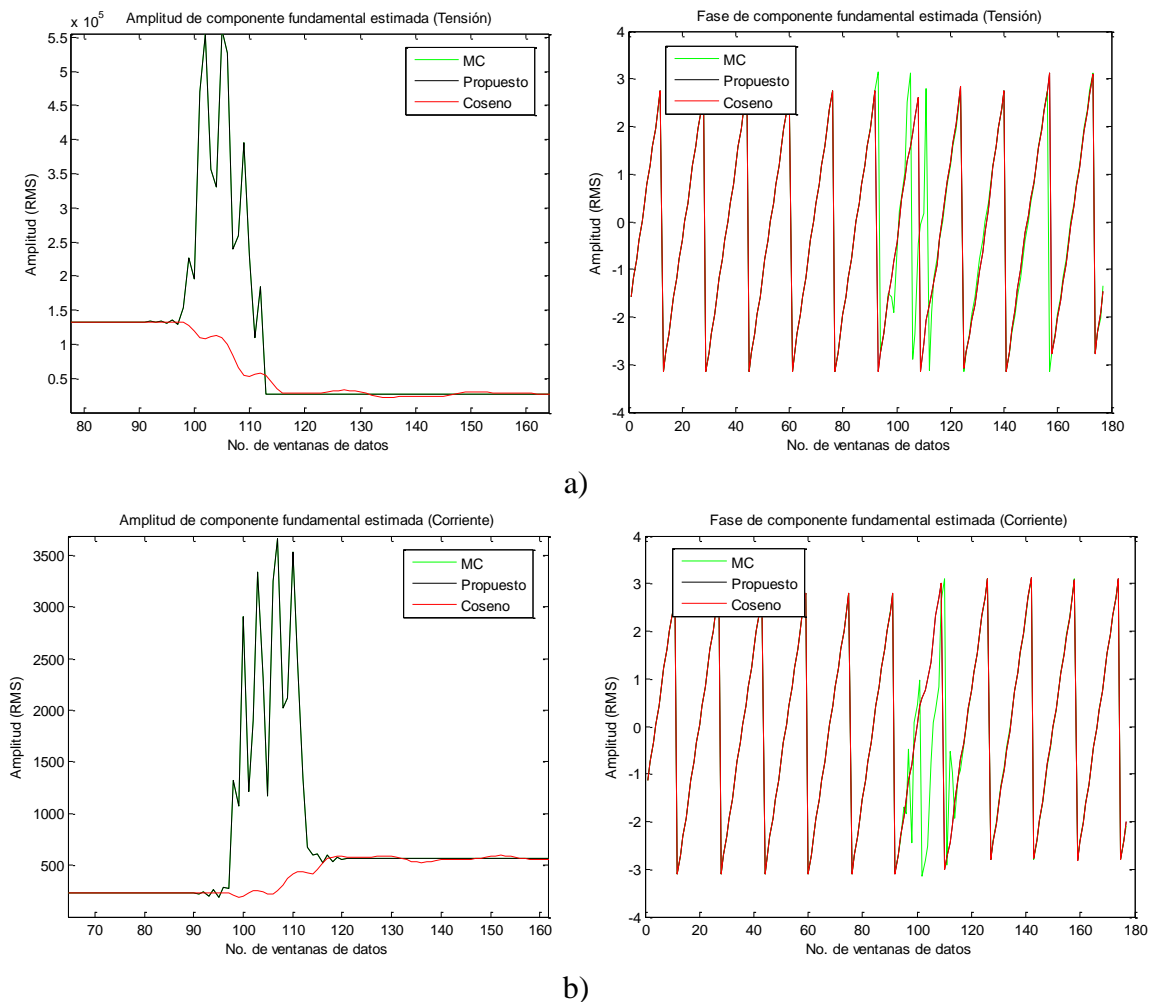 Amplitud de componente fundamental estimada (Tensión)
x 10^5
5.5
5
4.5
4
3.5
3
2.5
2
1.5
1
0.5
Amplitud (RMS)
MC
Propuesto
Coseno
80 90 100 110 120 130 140 150 160
No. de ventanas de datos
Fase de componente fundamental estimada (Tensión)
4
3
2
1
0
-1
-2
-3
-4
Amplitud (RMS)
MC
Propuesto
Coseno
0 20 40 60 80 100 120 140 160 180
No. de ventanas de datos
a)
Amplitud de componente fundamental estimada (Corriente)
3500
3000
2500
2000
1500
1000
500
Amplitud (RMS)
MC
Propuesto
Coseno
70 80 90 100 110 120 130 140 150 160
No. de ventanas de datos
Fase de componente fundamental estimada (Corriente)
4
3
2
1
0
-1
-2
-3
-4
Amplitud (RMS)
MC
Propuesto
Coseno
0 20 40 60 80 100 120 140 160 180
No. de ventanas de datos
b)